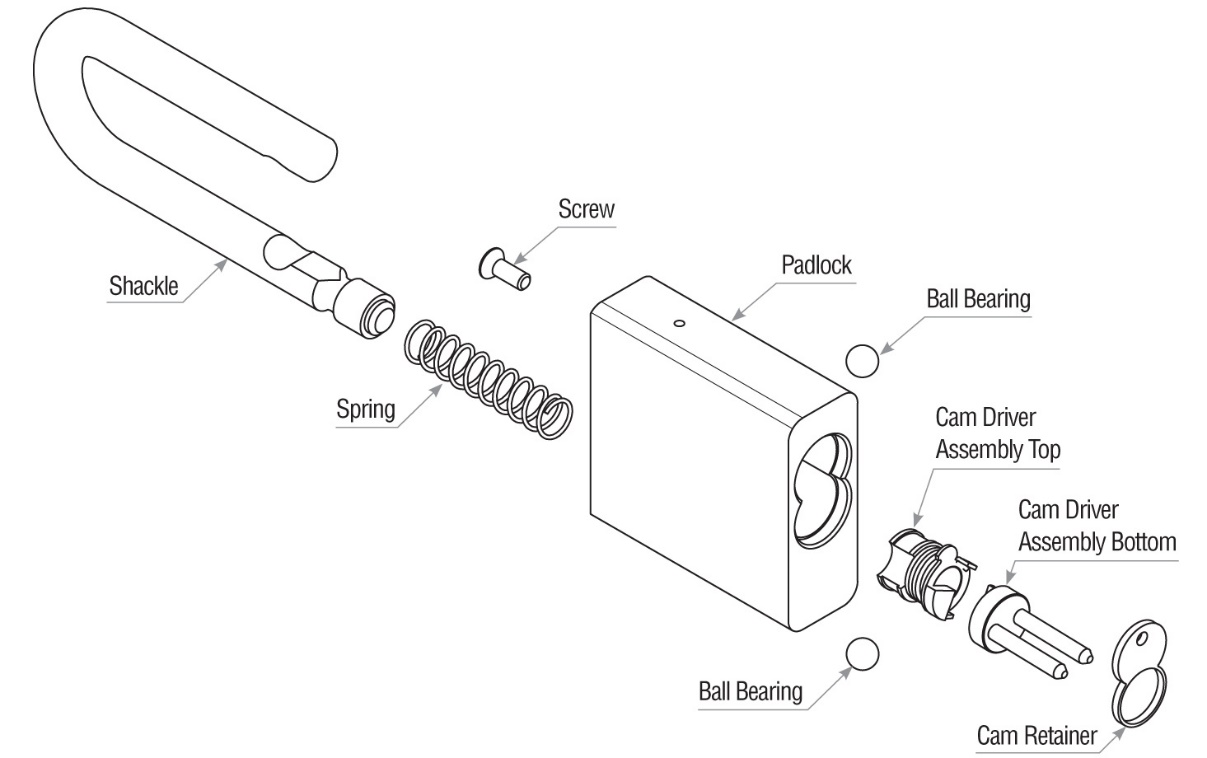 Screw
Padlock
Shackle
Ball Bearing
Spring
Cam Driver
Assembly Top
Cam Driver
Assembly Bottom
Ball Bearing
Cam Retainer